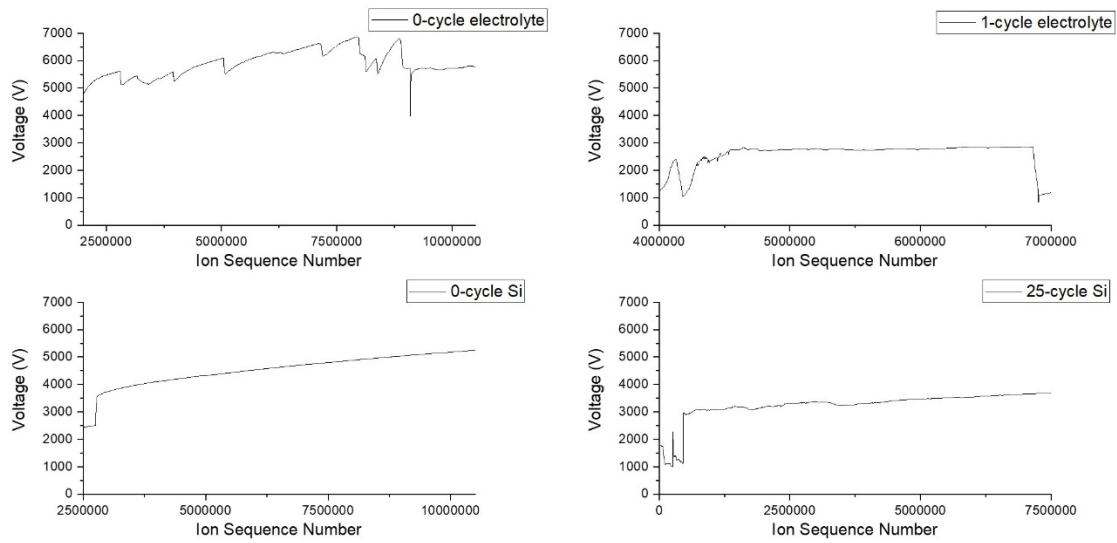 0-cycle electrolyte
7000
6000
5000
4000
3000
2000
1000
0
Voltage (V)
2500000 5000000 7500000 10000000
Ion Sequence Number
1-cycle electrolyte
7000
6000
5000
4000
3000
2000
1000
0
Voltage (V)
4000000 5000000 6000000 7000000
Ion Sequence Number
0-cycle Si
7000
6000
5000
4000
3000
2000
1000
0
Voltage (V)
2500000 5000000 7500000 10000000
Ion Sequence Number
25-cycle Si
7000
6000
5000
4000
3000
2000
1000
0
Voltage (V)
0 2500000 5000000 7500000
Ion Sequence Number